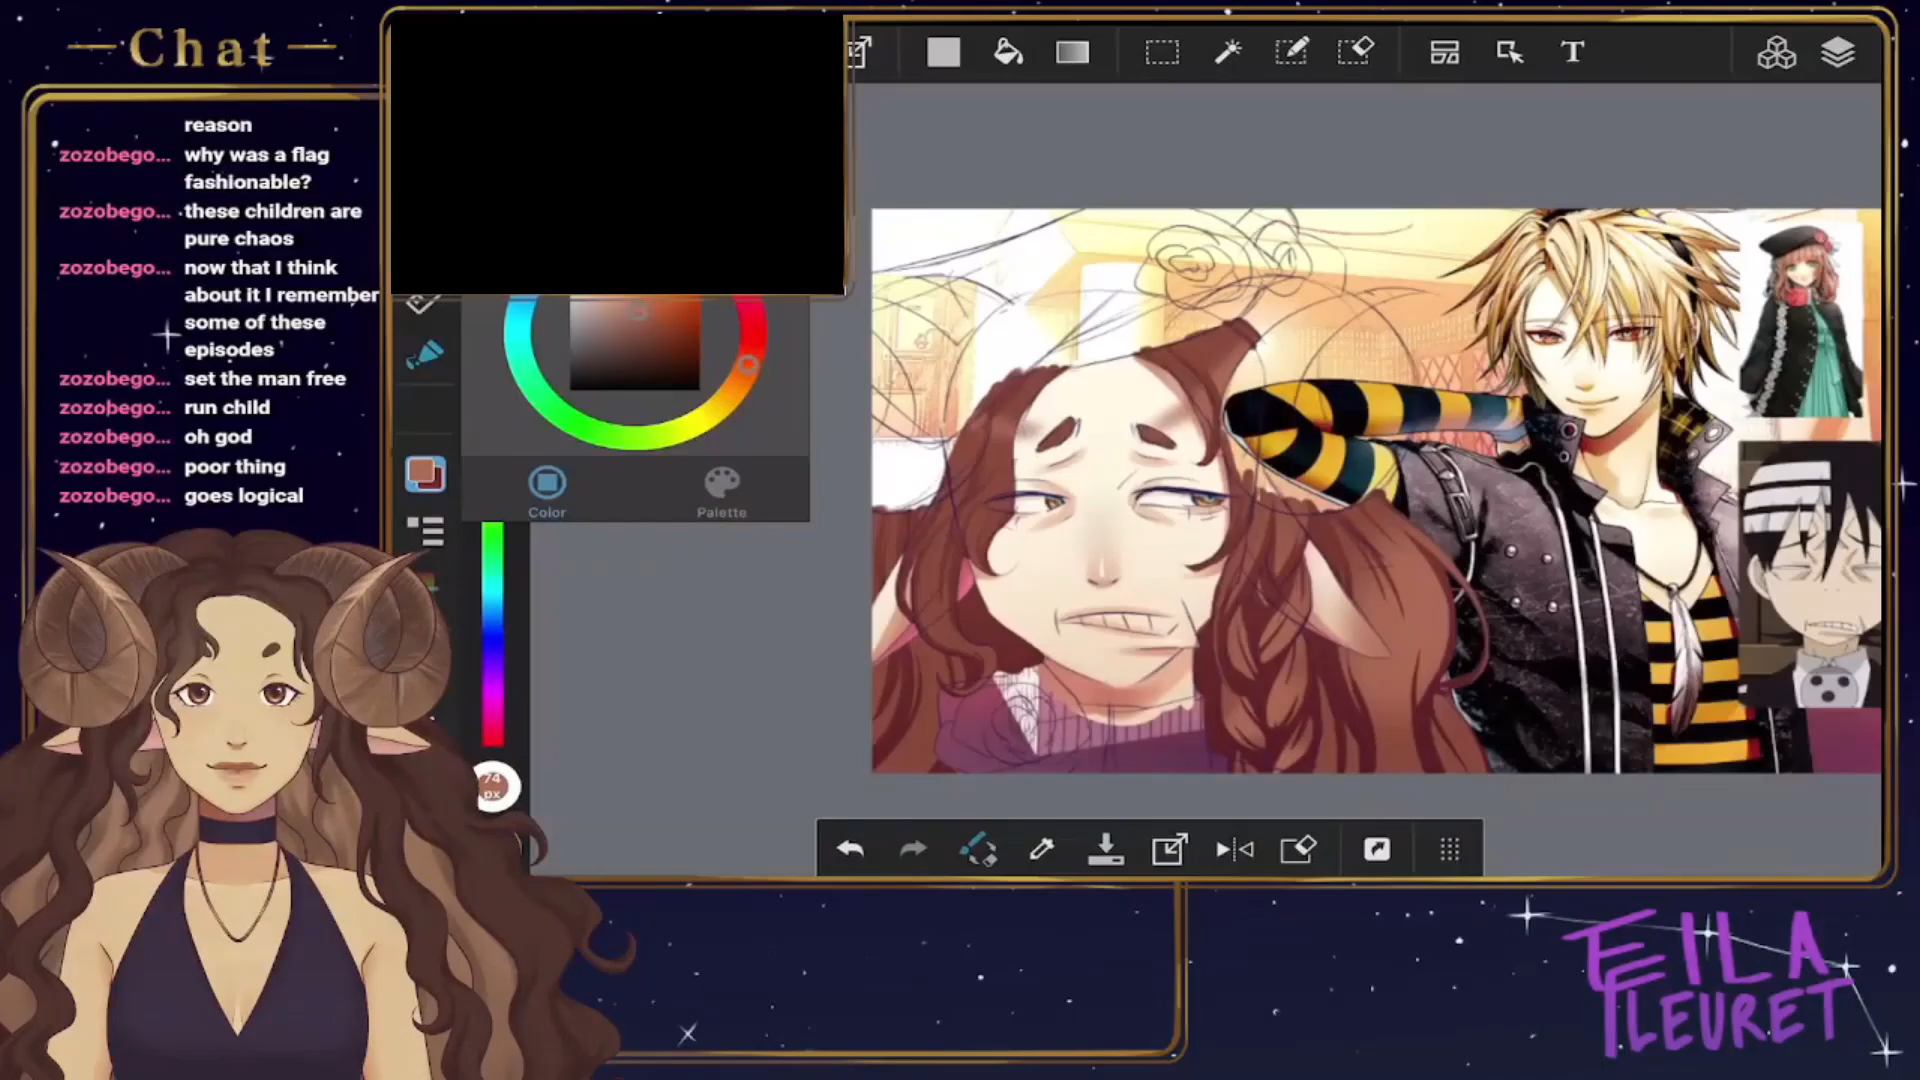 Chat
reason
zozobego... why was a flag
fashionable?
zozobego... these children are
pure chaos
zozobego... now that I think
about it I remember
some of these
episodes
zozobego... set the man free
zozobego... run child
zozobego... oh god
zozobego... poor thing
zozobego... goes logical
T
Color
Palette
74
px
EILA
FLEURET